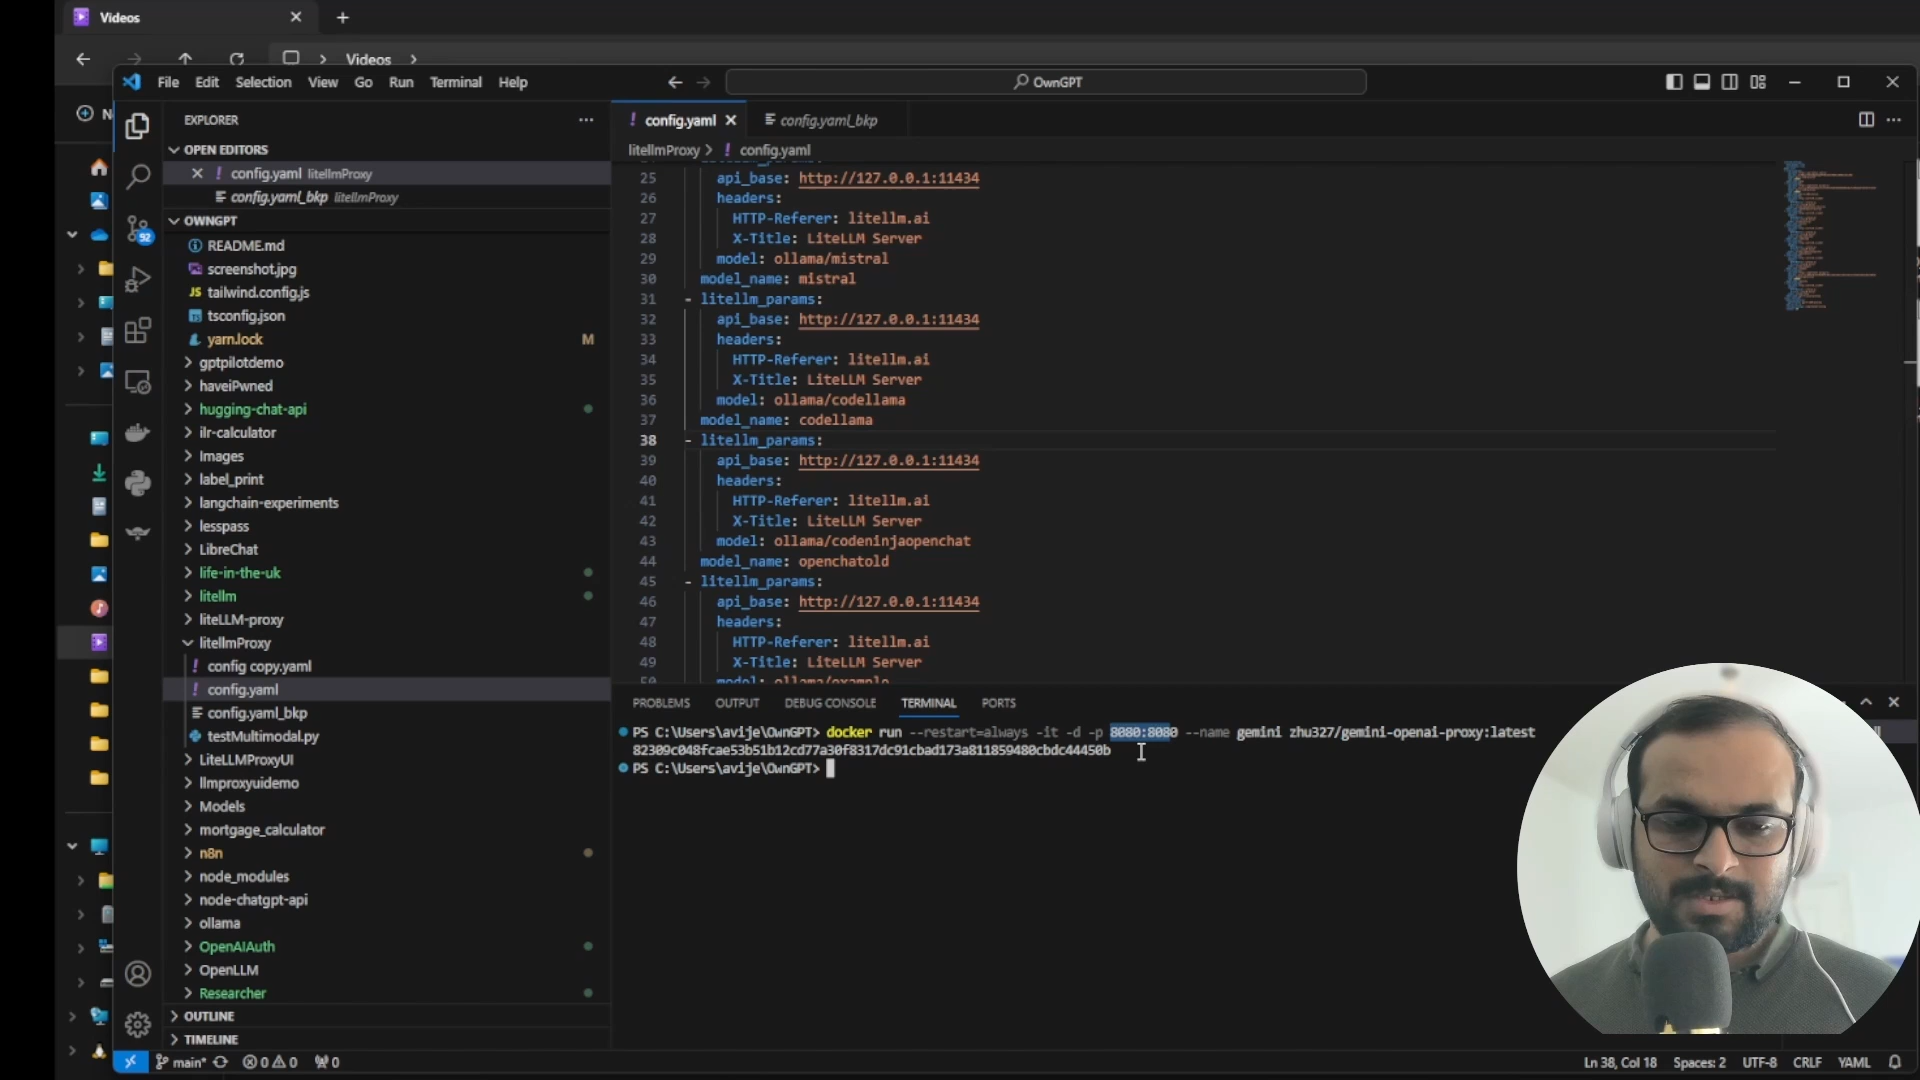 Videos
Videos
File Edit Selection View Go Run Terminal Help
OwnGPT
EXPLORER
OPEN EDITORS
config.yaml litellmProxy
config.yaml_bkp litellmProxy
OWNGPT
README.md
screenshot.jpg
JS tailwind.config.js
tsconfig.json
yarn.lock M
gptpilotdemo
haveiPwned
hugging-chat-api
ilr-calculator
Images
label_print
langchain-experiments
lesspass
LibreChat
life-in-the-uk
litellm
liteLLM-proxy
litellmProxy
! config copy.yaml
! config.yaml
config.yaml_bkp
testMultimodal.py
LiteLLMProxyUI
llmproxyuidemo
Models
mortgage_calculator
n8n
node_modules
node-chatgpt-api
ollama
OpenAIAuth
OpenLLM
Researcher
OUTLINE
TIMELINE
92
! config.yaml
config.yaml_bkp
litellmProxy > ! config.yaml
25 api_base: http://127.0.0.1:11434
26 headers:
27 HTTP-Referer: litellm.ai
28 X-Title: LiteLLM Server
29 model: ollama/mistral
30 model_name: mistral
31 - litellm_params:
32 api_base: http://127.0.0.1:11434
33 headers:
34 HTTP-Referer: litellm.ai
35 X-Title: LiteLLM Server
36 model: ollama/codellama
37 model_name: codellama
38 - litellm_params:
39 api_base: http://127.0.0.1:11434
40 headers:
41 HTTP-Referer: litellm.ai
42 X-Title: LiteLLM Server
43 model: ollama/codeninjaopenchat
44 model_name: openchatold
45 - litellm_params:
46 api_base: http://127.0.0.1:11434
47 headers:
48 HTTP-Referer: litellm.ai
49 X-Title: LiteLLM Server
50 model: ollama/example
PROBLEMS OUTPUT DEBUG CONSOLE TERMINAL PORTS
PS C:\Users\avije\OwnGPT> docker run --restart=always -it -d -p 8080:8080 --name gemini zhu327/gemini-openai-proxy:latest
82309c048fcae53b51b12cd77a30f8317dc91cbad173a811859480cbdc44450b
PS C:\Users\avije\OwnGPT>
main* 0 0 0
Ln 38, Col 18 Spaces: 2 UTF-8 CRLF YAML